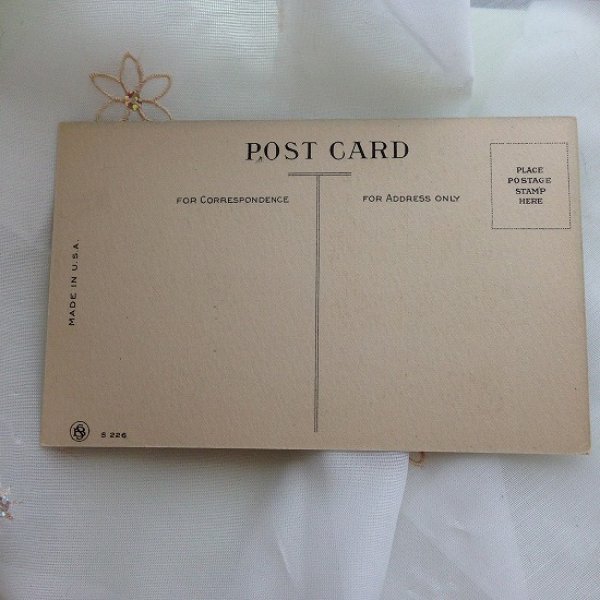 POST CARD
FOR CORRESPONDENCE
FOR ADDRESS ONLY
PLACE
POSTAGE
STAMP
HERE
MADE IN U.S.A.
S 226